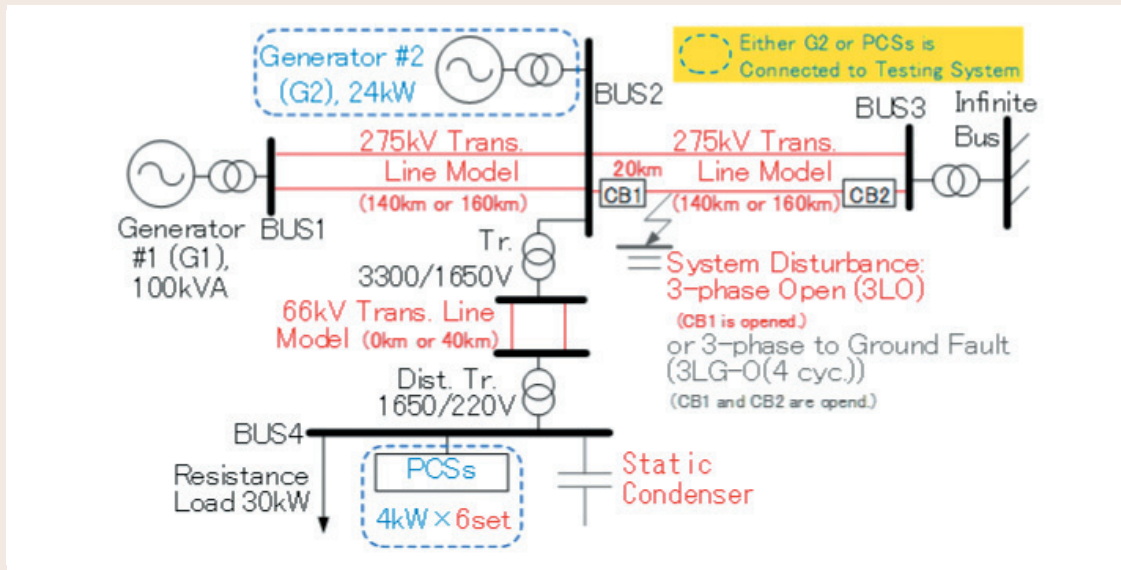 Generator #2
(G2), 24kW
Either G2 or PCSs is
Connected to Testing System
BUS2
BUS3
Infinite
Bus
275kV Trans.
Line Model
(140km or 160km)
20km
275kV Trans.
Line Model
(140km or 160km)
CB1
CB2
Generator
#1 (G1),
100kVA
BUS1
Tr.
3300/1650V
System Disturbance:
3-phase Open (3LO)
(CB1 is opened.)
or 3-phase to Ground Fault
(3LG-O(4 cyc.))
(CB1 and CB2 are opend.)
66kV Trans. Line
Model (0km or 40km)
Dist. Tr.
1650/220V
BUS4
Resistance
Load 30kW
PCSs
4kW×6set
Static
Condenser